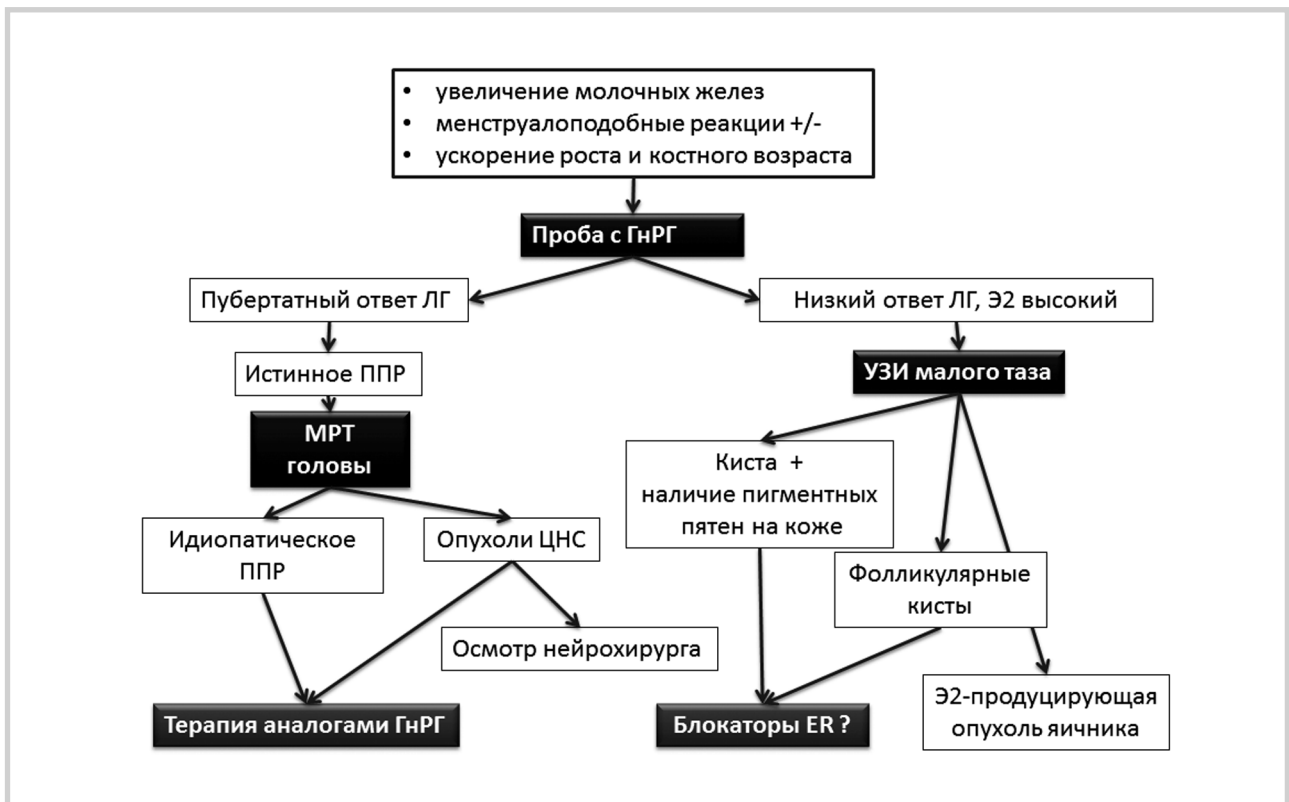 • увеличение молочных желез
• менструалоподобные реакции +/-
• ускорение роста и костного возраста
Проба с ГнРГ
Пубертатный ответ ЛГ
Низкий ответ ЛГ, Э2 высокий
Истинное ППР
УЗИ малого таза
МРТ
головы
Киста +
наличие пигментных
пятен на коже
Идиопатическое
ППР
Опухоли ЦНС
Фолликулярные
кисты
Осмотр нейрохирурга
Э2-продуцирующая
опухоль яичника
Терапия аналогами ГнРГ
Блокаторы ER ?